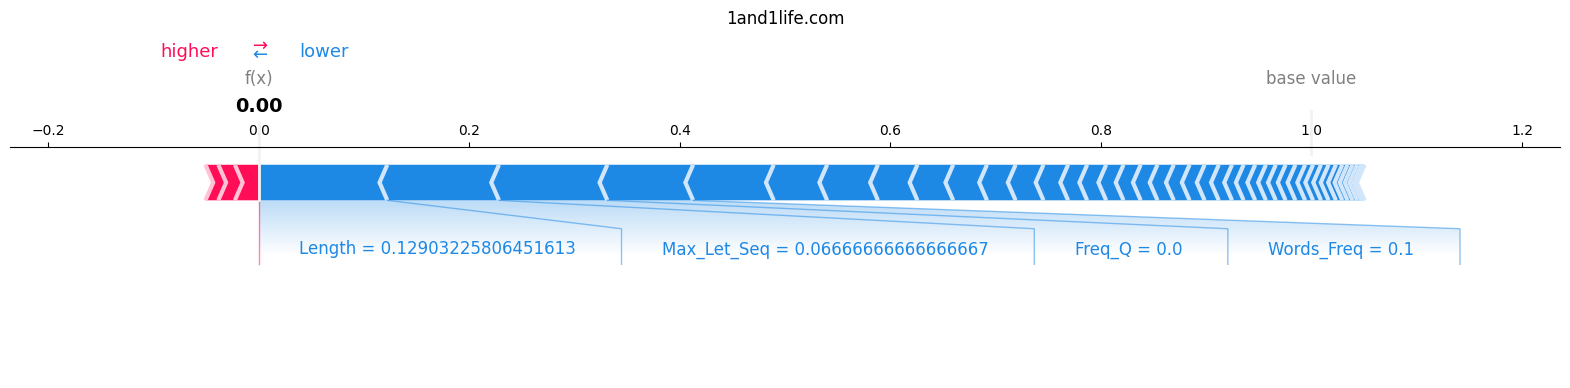 1and1life.com
higher → ← lower
f(x) base value
0.00
−0.2 0.0 0.2 0.4 0.6 0.8 1.0 1.2
Length = 0.12903225806451613 Max_Let_Seq = 0.06666666666666667 Freq_Q = 0.0 Words_Freq = 0.1